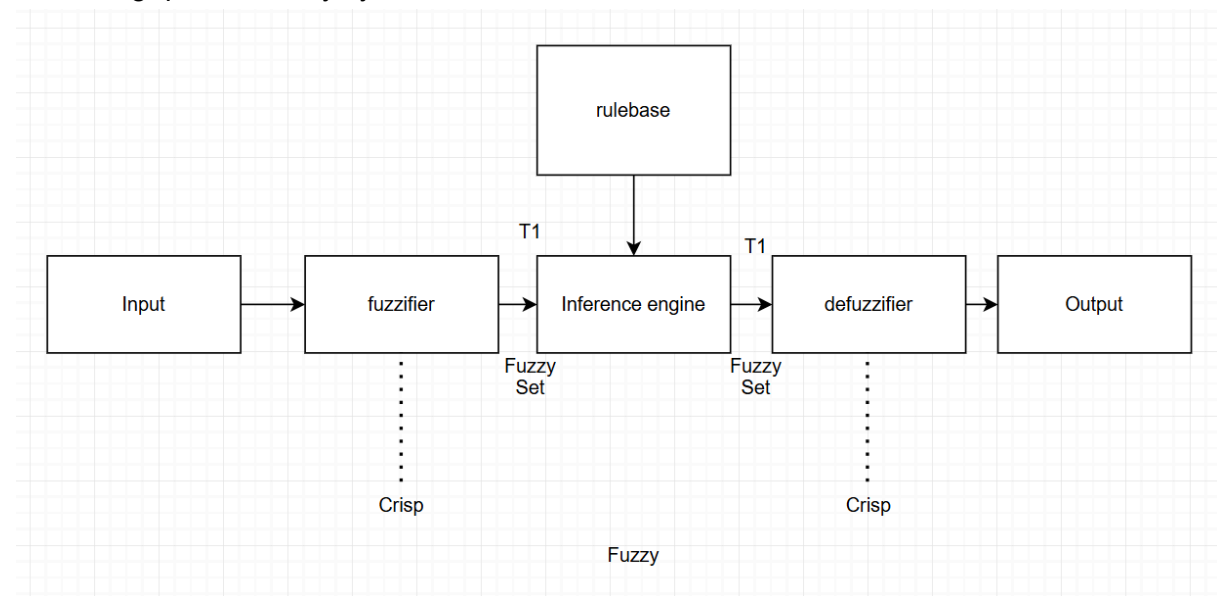 rulebase
T1
T1
Input
fuzzifier
Inference engine
defuzzifier
Output
Fuzzy
Set
Fuzzy
Set
Crisp
Crisp
Fuzzy